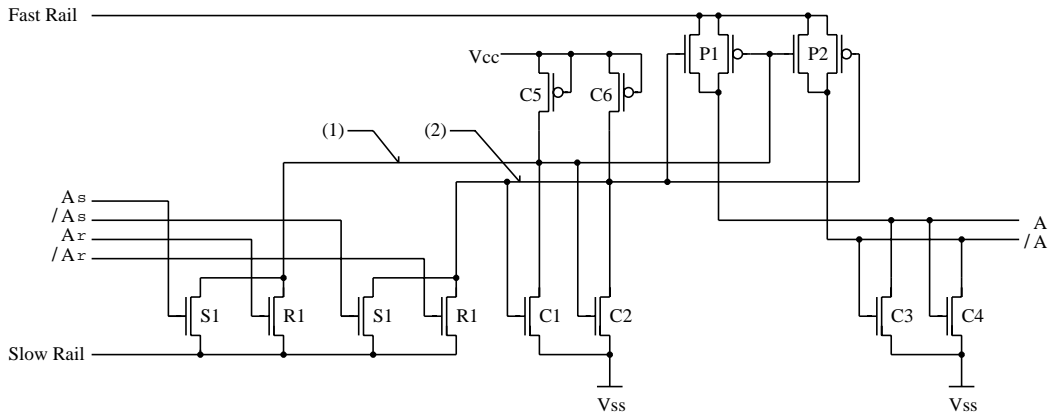 Fast Rail
P1
P2
Vcc
C5
C6
(1)
(2)
As
/As
Ar
/Ar
A
/A
S1
R1
S1
R1
C1
C2
C3
C4
Slow Rail
Vss
Vss